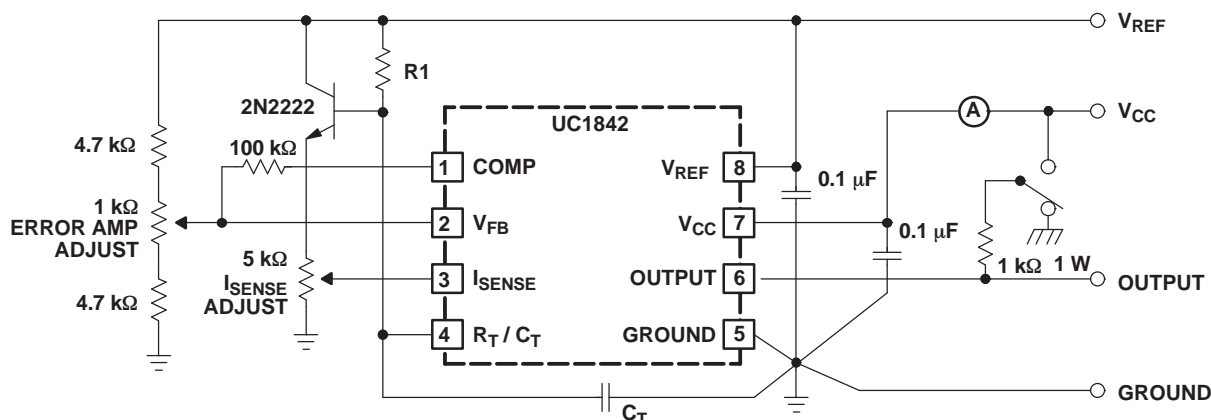 V_REF
R1
2N2222
UC1842
A
V_CC
4.7 kΩ
100 kΩ
1 COMP
V_REF 8
0.1 µF
1 kΩ
ERROR AMP
ADJUST
2 V_FB
V_CC 7
0.1 µF
5 kΩ
I_SENSE
ADJUST
3 I_SENSE
OUTPUT 6
1 kΩ 1 W
OUTPUT
4.7 kΩ
4 R_T / C_T
GROUND 5
C_T
GROUND